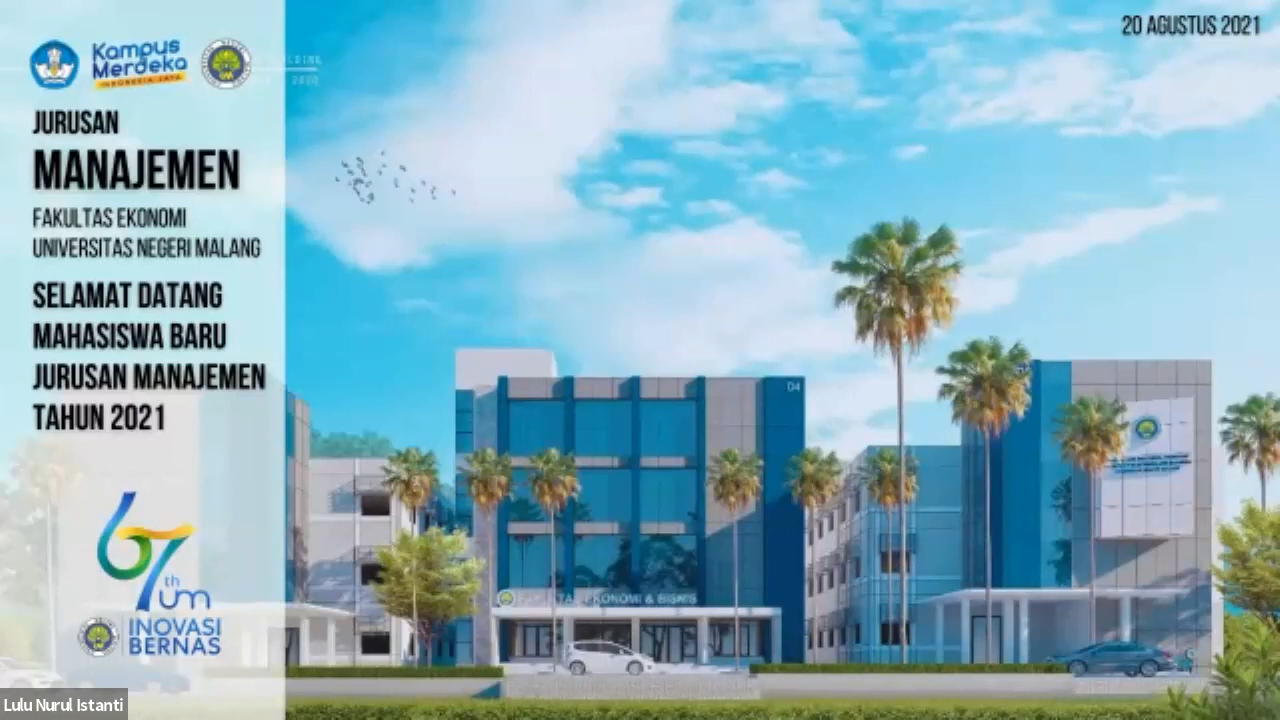 20 AGUSTUS 2021
Kampus
Merdeka
INDONESIA JAYA
JURUSAN
MANAJEMEN
FAKULTAS EKONOMI
UNIVERSITAS NEGERI MALANG
SELAMAT DATANG
MAHASISWA BARU
JURUSAN MANAJEMEN
TAHUN 2021
D4
FAKULTAS EKONOMI & BISNIS
67th
um
INOVASI
BERNAS
Lulu Nurul Istanti